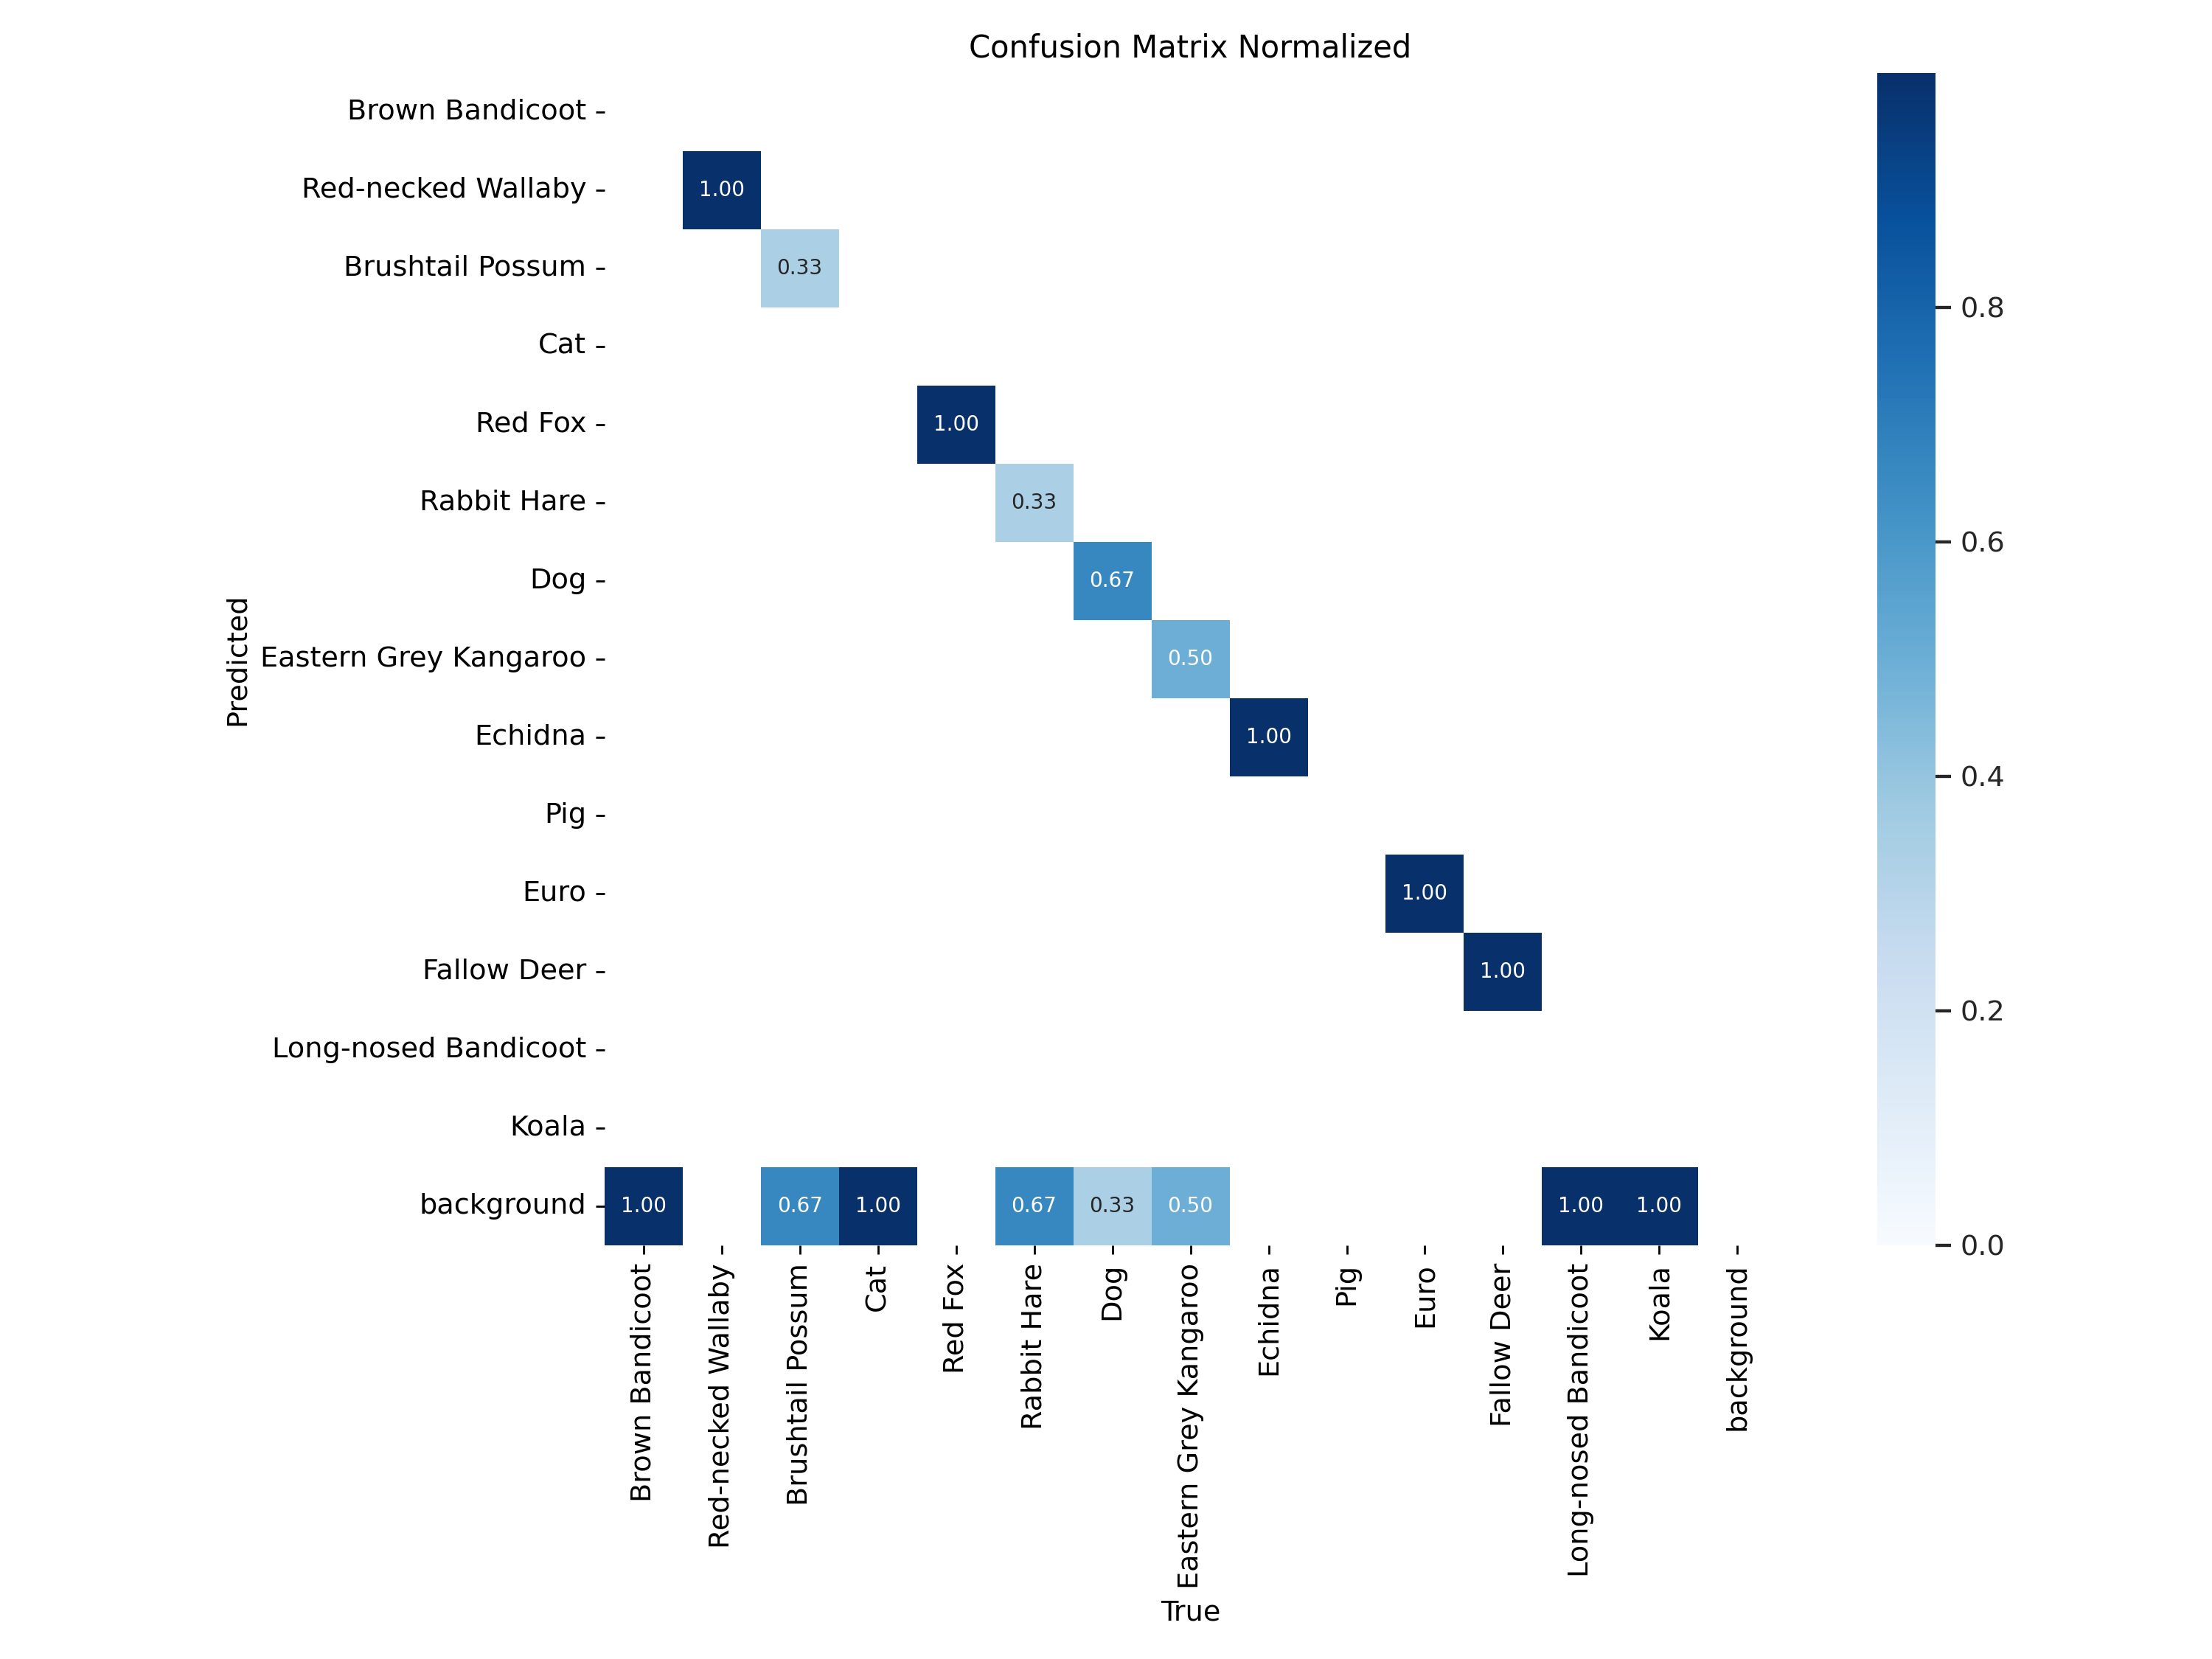 Confusion Matrix Normalized
Predicted
Brown Bandicoot
Red-necked Wallaby
1.00
Brushtail Possum
0.33
Cat
Red Fox
1.00
Rabbit Hare
0.33
Dog
0.67
Eastern Grey Kangaroo
0.50
Echidna
1.00
Pig
Euro
1.00
Fallow Deer
1.00
Long-nosed Bandicoot
Koala
background
1.00 0.67 1.00 0.67 0.33 0.50 1.00 1.00
Brown Bandicoot
Red-necked Wallaby
Brushtail Possum
Cat
Red Fox
Rabbit Hare
Dog
Eastern Grey Kangaroo
Echidna
Pig
Euro
Fallow Deer
Long-nosed Bandicoot
Koala
background
True
0.8
0.6
0.4
0.2
0.0